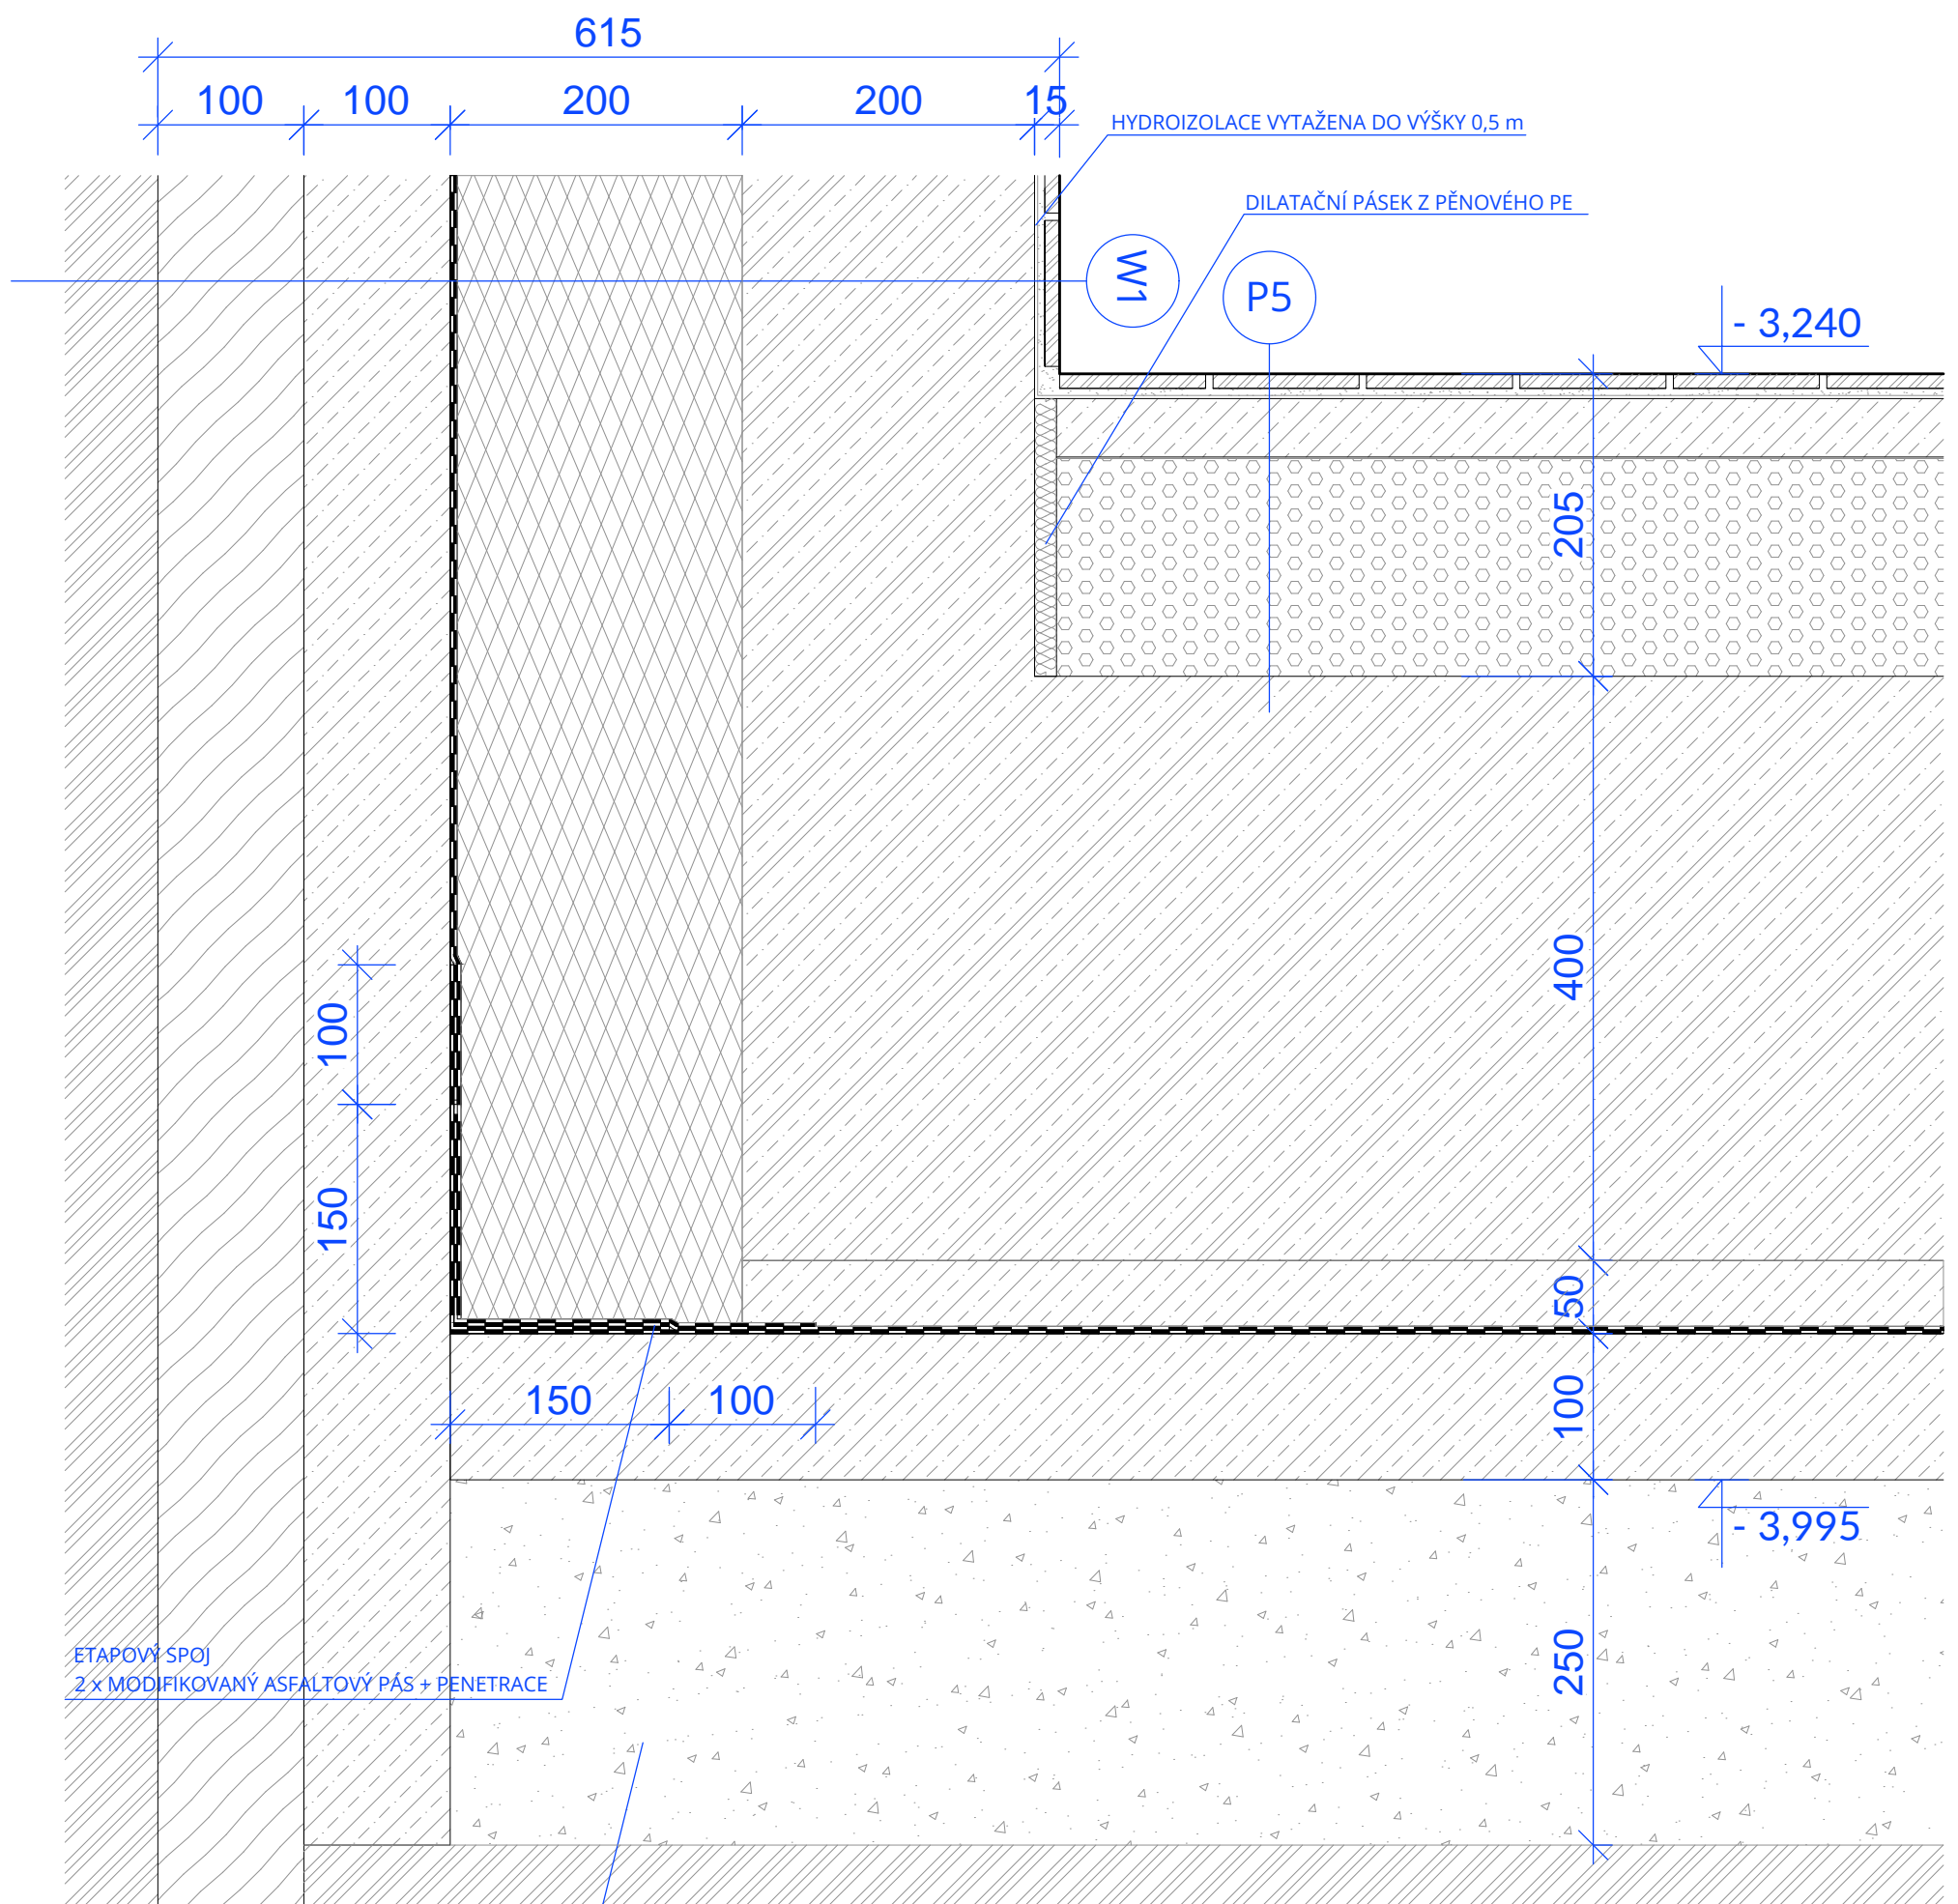 615
100
100
200
200
15
HYDROIZOLACE VYTAŽENA DO VÝŠKY 0,5 m
DILATAČNÍ PÁSEK Z PĚNOVÉHO PE
W1
P5
- 3,240
205
400
100
150
50
150
100
100
- 3,995
250
ETAPOVÝ SPOJ
2 x MODIFIKOVANÝ ASFALTOVÝ PÁS + PENETRACE